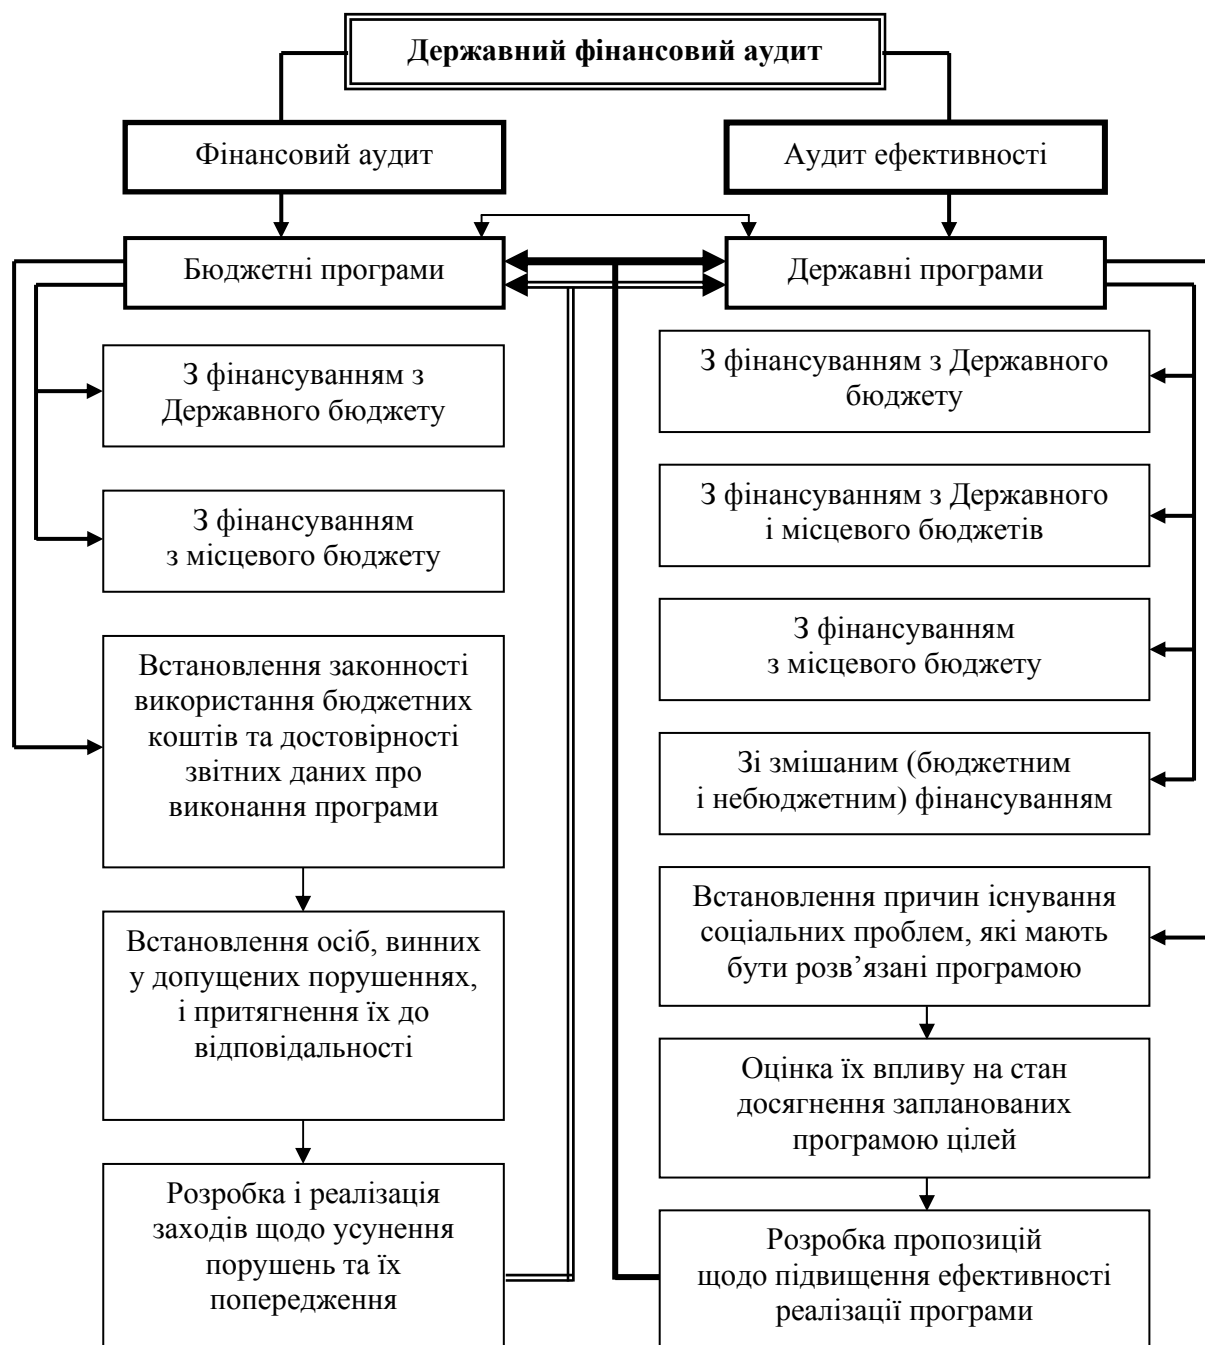 Державний фінансовий аудит
Фінансовий аудит
Аудит ефективності
Бюджетні програми
Державні програми
З фінансуванням з
Державного бюджету
З фінансуванням
з місцевого бюджету
Встановлення законності
використання бюджетних
коштів та достовірності
звітних даних про
виконання програми
Встановлення осіб, винних
у допущених порушеннях,
і притягнення їх до
відповідальності
Розробка і реалізація
заходів щодо усунення
порушень та їх
попередження
З фінансуванням з Державного
бюджету
З фінансуванням з Державного
і місцевого бюджетів
З фінансуванням
з місцевого бюджету
Зі змішаним (бюджетним
і небюджетним) фінансуванням
Встановлення причин існування
соціальних проблем, які мають
бути розв’язані програмою
Оцінка їх впливу на стан
досягнення запланованих
програмою цілей
Розробка пропозицій
щодо підвищення ефективності
реалізації програми